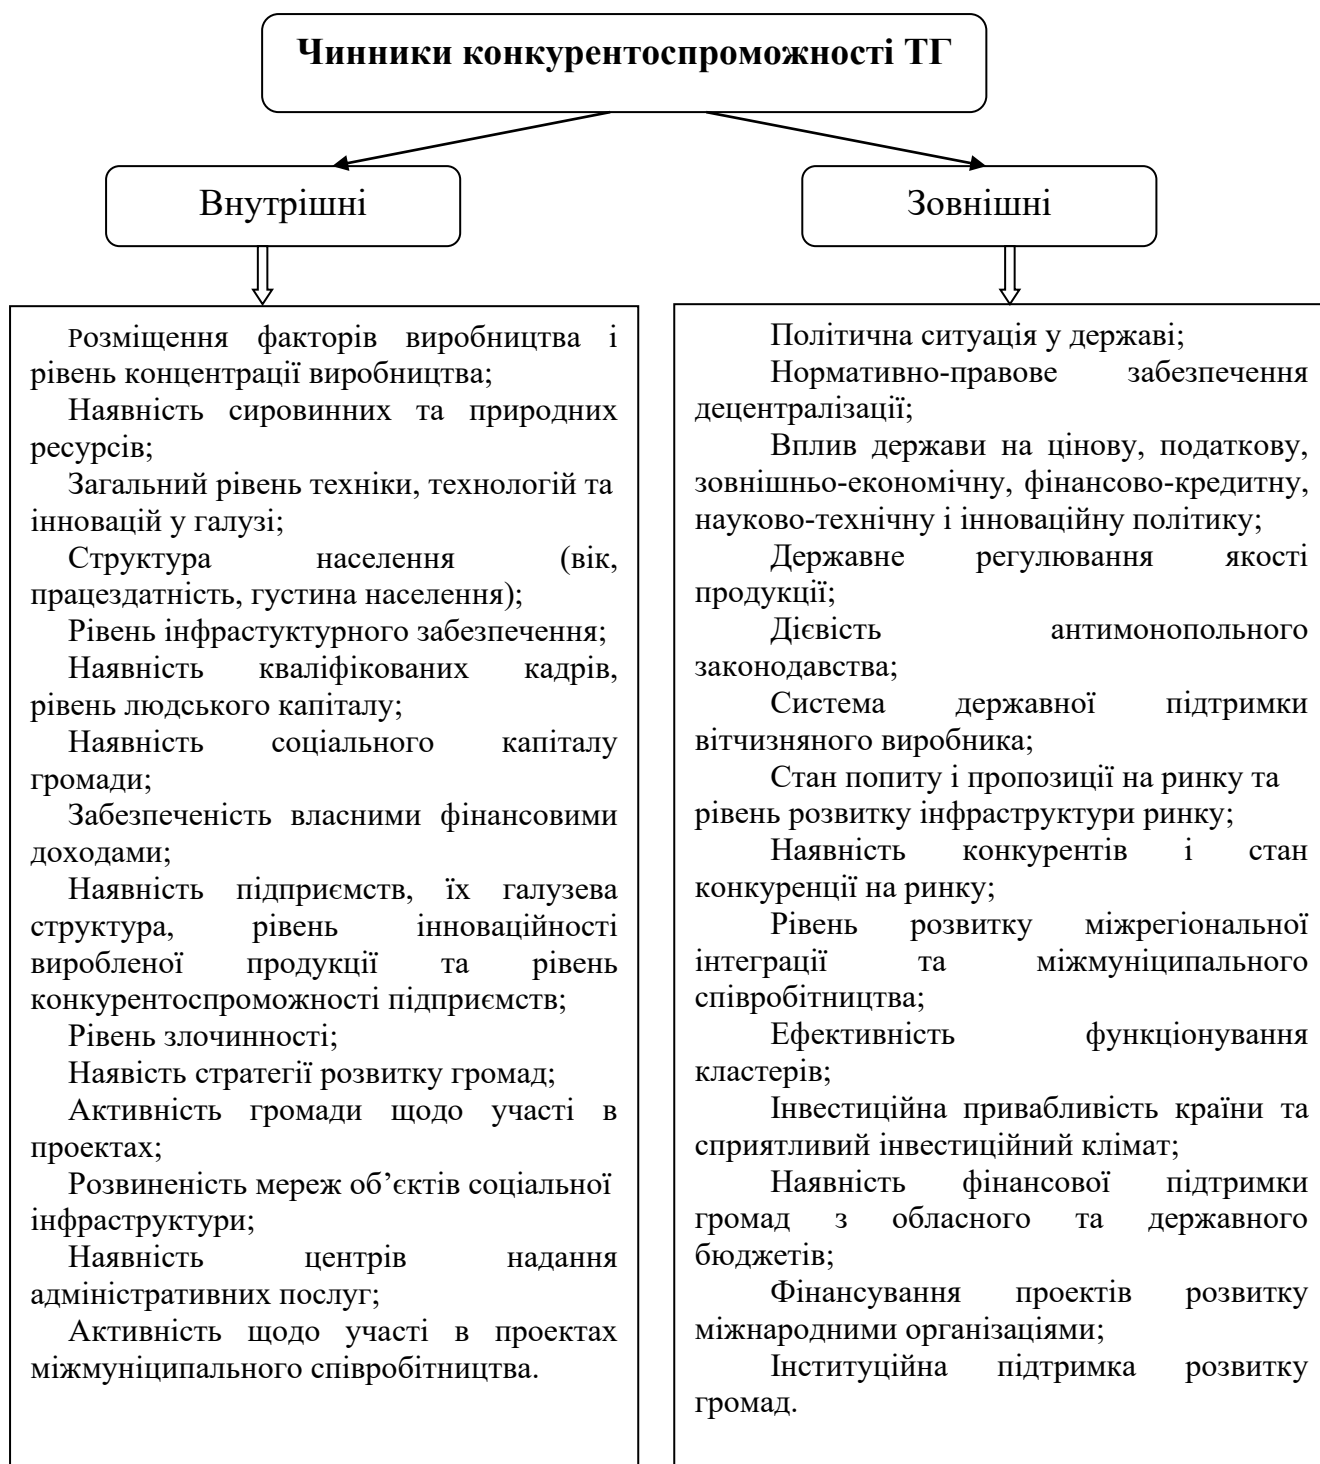 Чинники конкурентоспроможності ТГ
Внутрішні
Розміщення факторів виробництва і
рівень концентрації виробництва;
Наявність сировинних та природних
ресурсів;
Загальний рівень техніки, технологій та
інновацій у галузі;
Структура населення (вік,
працездатність, густина населення);
Рівень інфрастуктурного забезпечення;
Наявність кваліфікованих кадрів,
рівень людського капіталу;
Наявність соціального капіталу
громади;
Забезпеченість власними фінансовими
доходами;
Наявність підприємств, їх галузева
структура, рівень інноваційності
виробленої продукції та рівень
конкурентоспроможності підприємств;
Рівень злочинності;
Наявість стратегії розвитку громад;
Активність громади щодо участі в
проектах;
Розвиненість мереж об’єктів соціальної
інфраструктури;
Наявність центрів надання
адміністративних послуг;
Активність щодо участі в проектах
міжмуніципального співробітництва.
Зовнішні
Політична ситуація у державі;
Нормативно-правове забезпечення
децентралізації;
Вплив держави на цінову, податкову,
зовнішньо-економічну, фінансово-кредитну,
науково-технічну і інноваційну політику;
Державне регулювання якості
продукції;
Дієвість антимонопольного
законодавства;
Система державної підтримки
вітчизняного виробника;
Стан попиту і пропозиції на ринку та
рівень розвитку інфраструктури ринку;
Наявність конкурентів і стан
конкуренції на ринку;
Рівень розвитку міжрегіональної
інтеграції та міжмуніципального
співробітництва;
Ефективність функціонування
кластерів;
Інвестиційна привабливість країни та
сприятливий інвестиційний клімат;
Наявність фінансової підтримки
громад з обласного та державного
бюджетів;
Фінансування проектів розвитку
міжнародними організаціями;
Інституційна підтримка розвитку
громад.